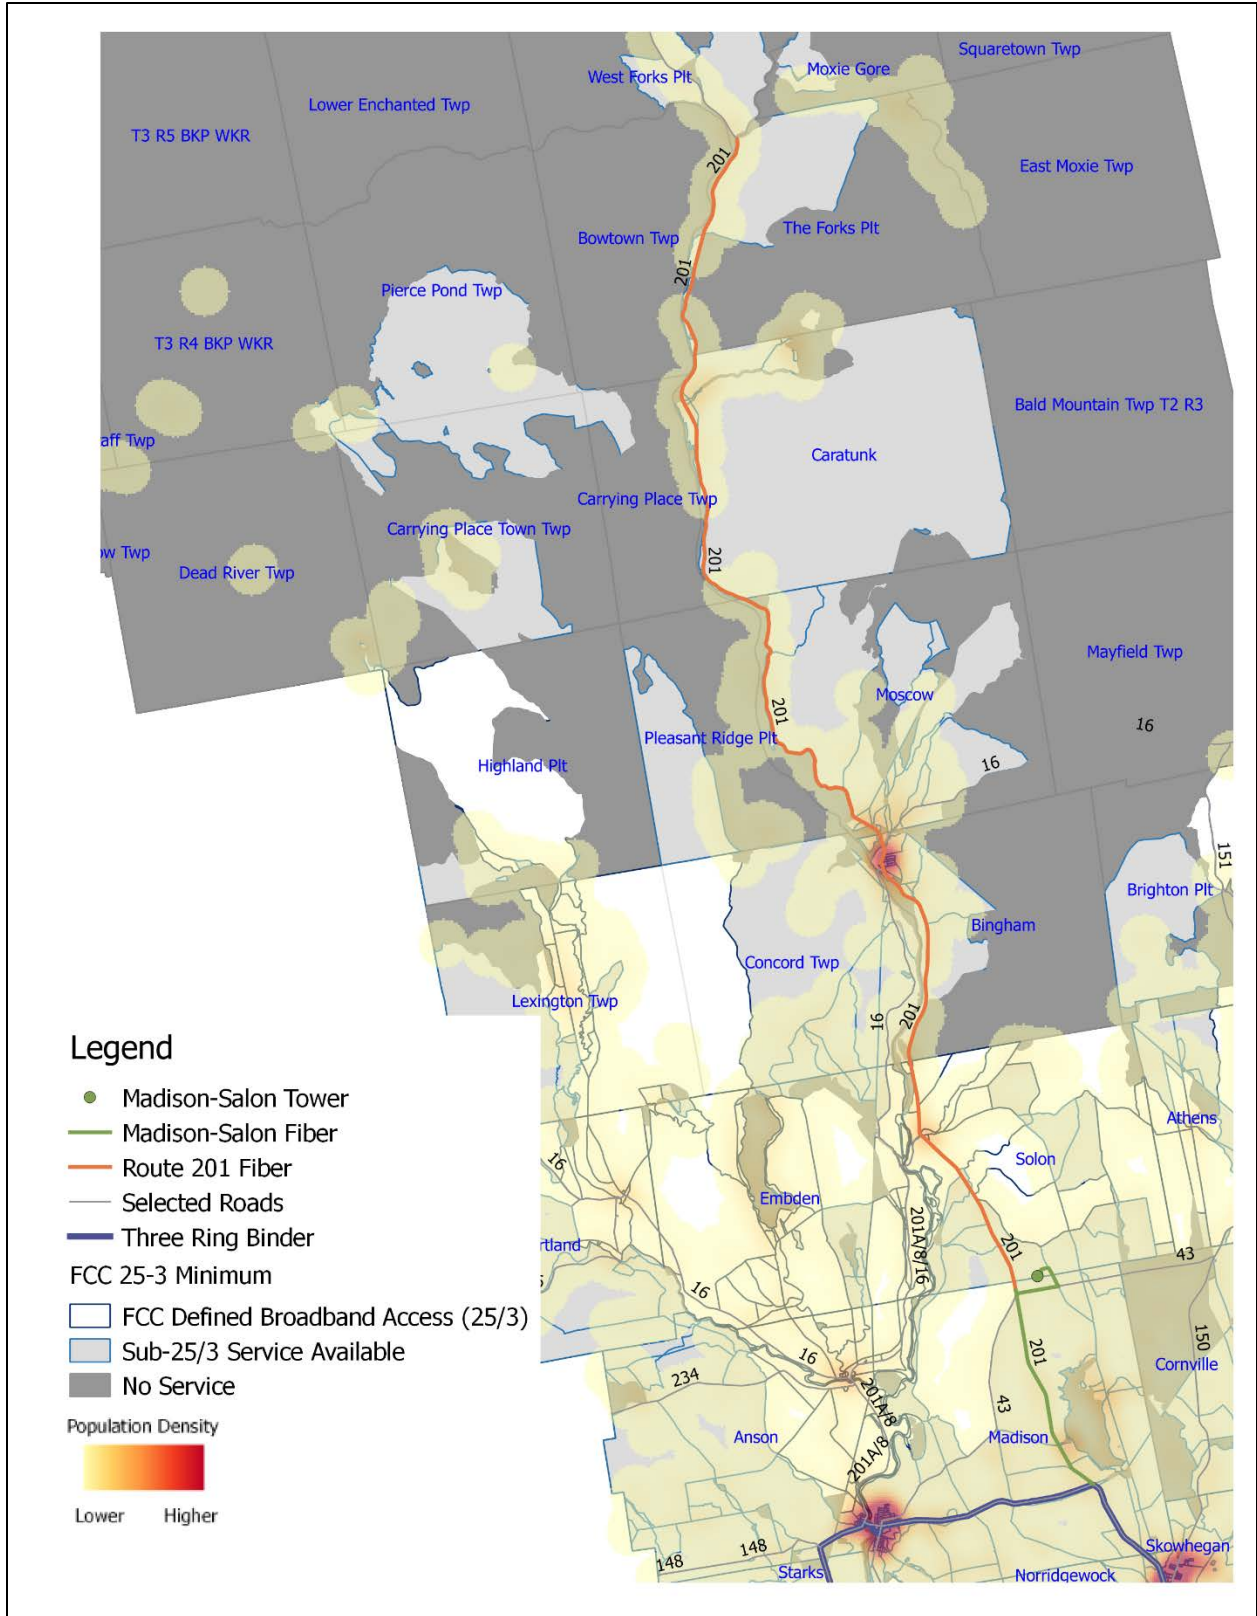 Squaretown Twp
West Forks Plt
Moxie Gore
Lower Enchanted Twp
T3 R5 BKP WKR
201
East Moxie Twp
The Forks Plt
Bowtown Twp
201
Pierce Pond Twp
T3 R4 BKP WKR
Bald Mountain Twp T2 R3
aff Twp
Caratunk
Carrying Place Twp
Carrying Place Town Twp
ow Twp
201
Dead River Twp
Mayfield Twp
Moscow
201
16
Pleasant Ridge Plt
Highland Plt
16
151
Brighton Plt
Bingham
Concord Twp
Lexington Twp
16
201
Legend
Madison-Salon Tower
Madison-Salon Fiber
Route 201 Fiber
Selected Roads
Three Ring Binder
FCC 25-3 Minimum
FCC Defined Broadband Access (25/3)
Sub-25/3 Service Available
No Service
Population Density
Lower Higher
Athens
16
Solon
Embden
201A/8/16
rtland
201
43
16
201
150
16
Cornville
234
201A/8
43
Anson
Madison
201A/8
148
148
Skowhegan
Starks
Norridgewock